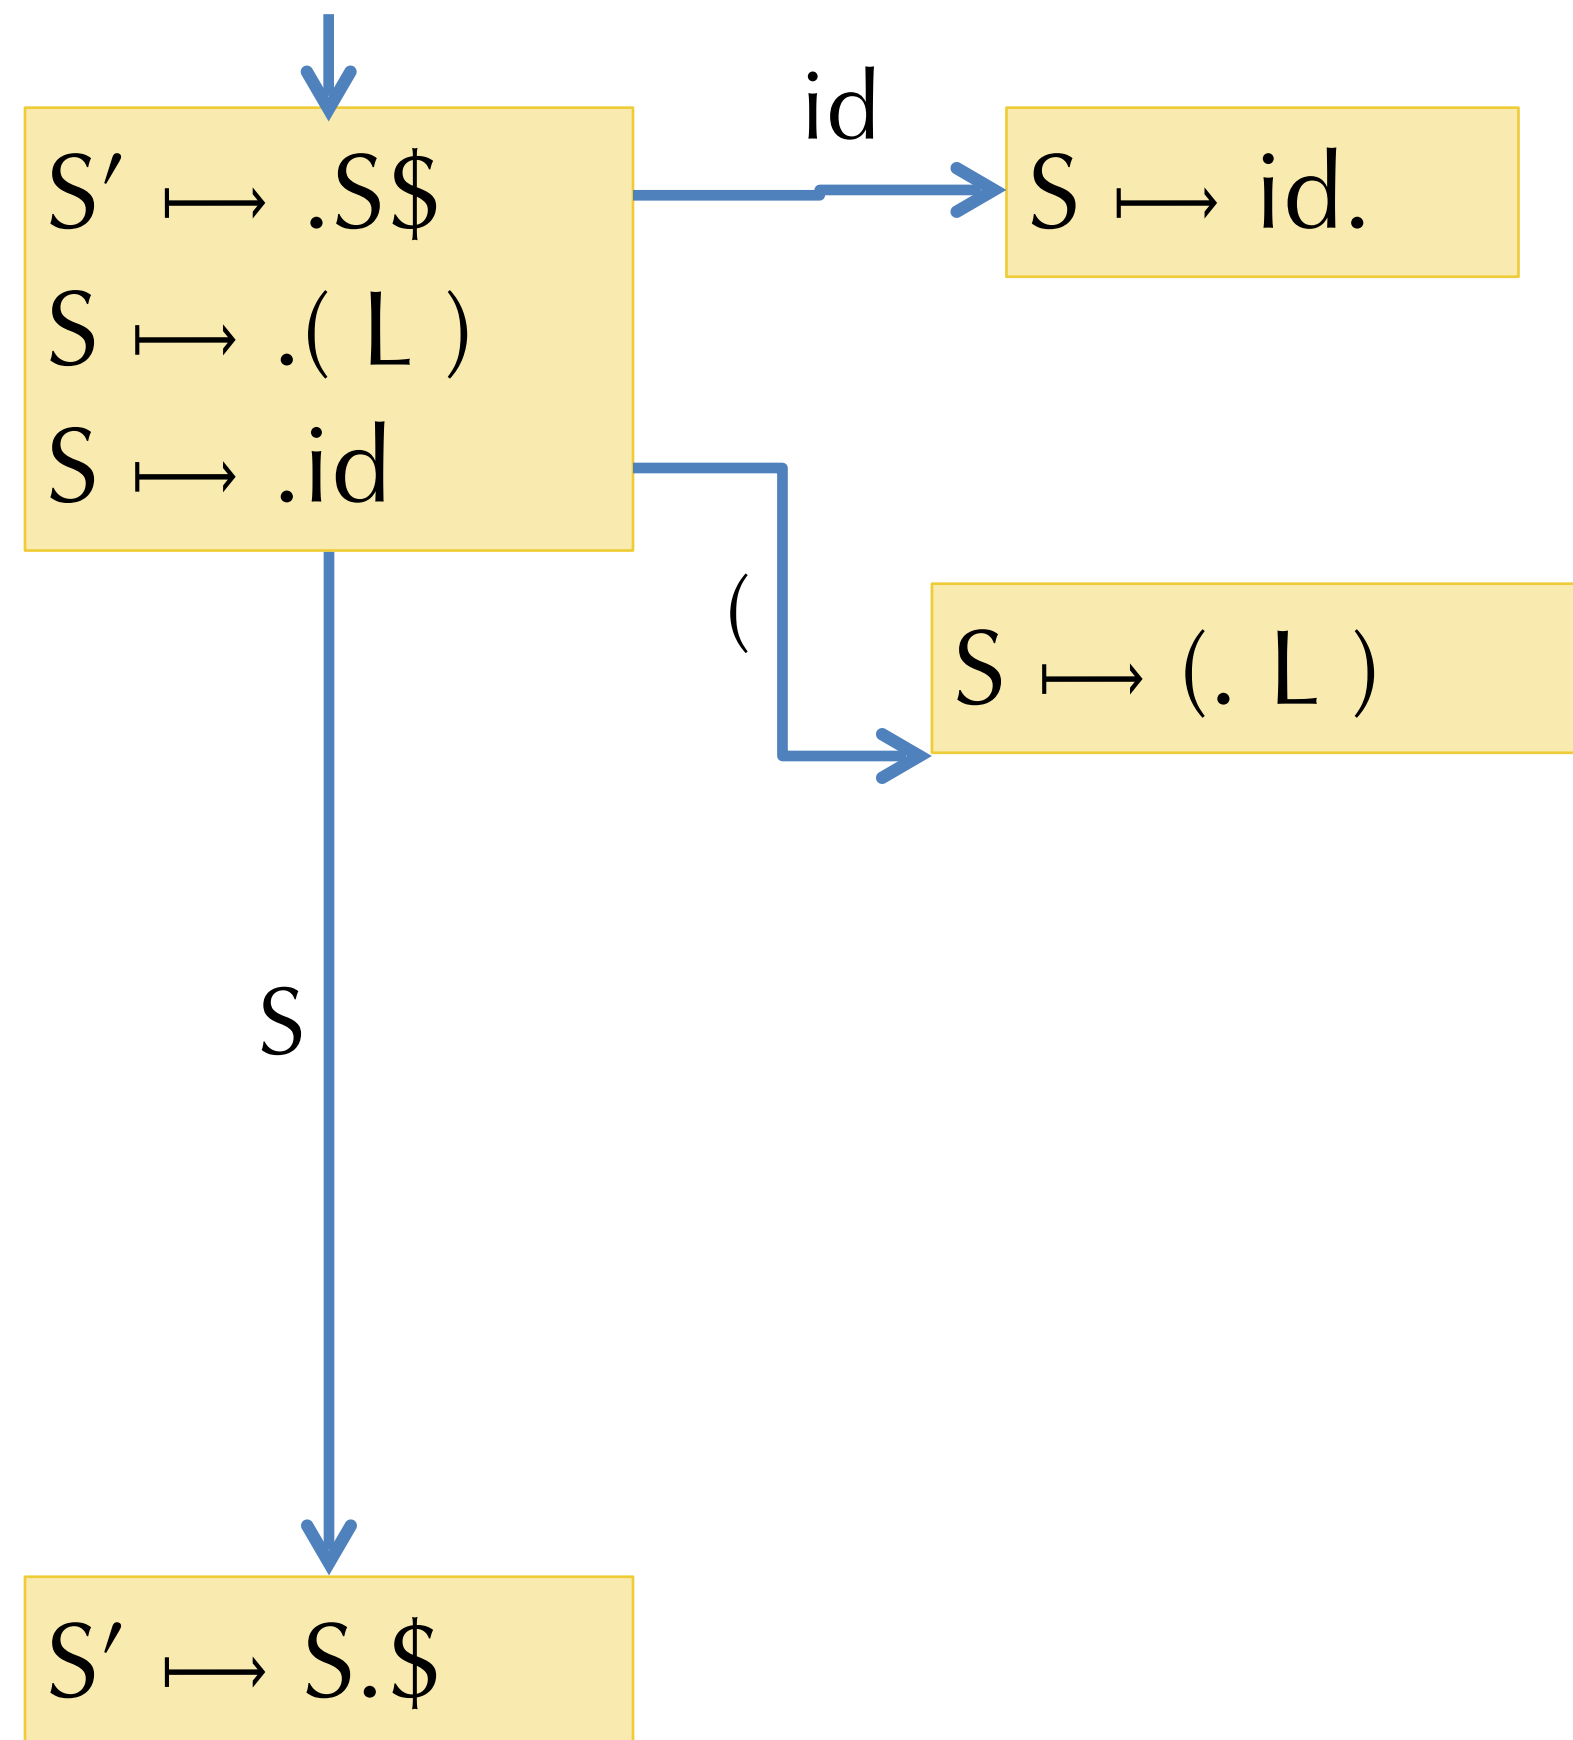 id
S′ ⟼ .S$
S ⟼ id.
S ⟼ .( L )
S ⟼ .id
(
S ⟼ (. L )
S
S′ ⟼ S.$